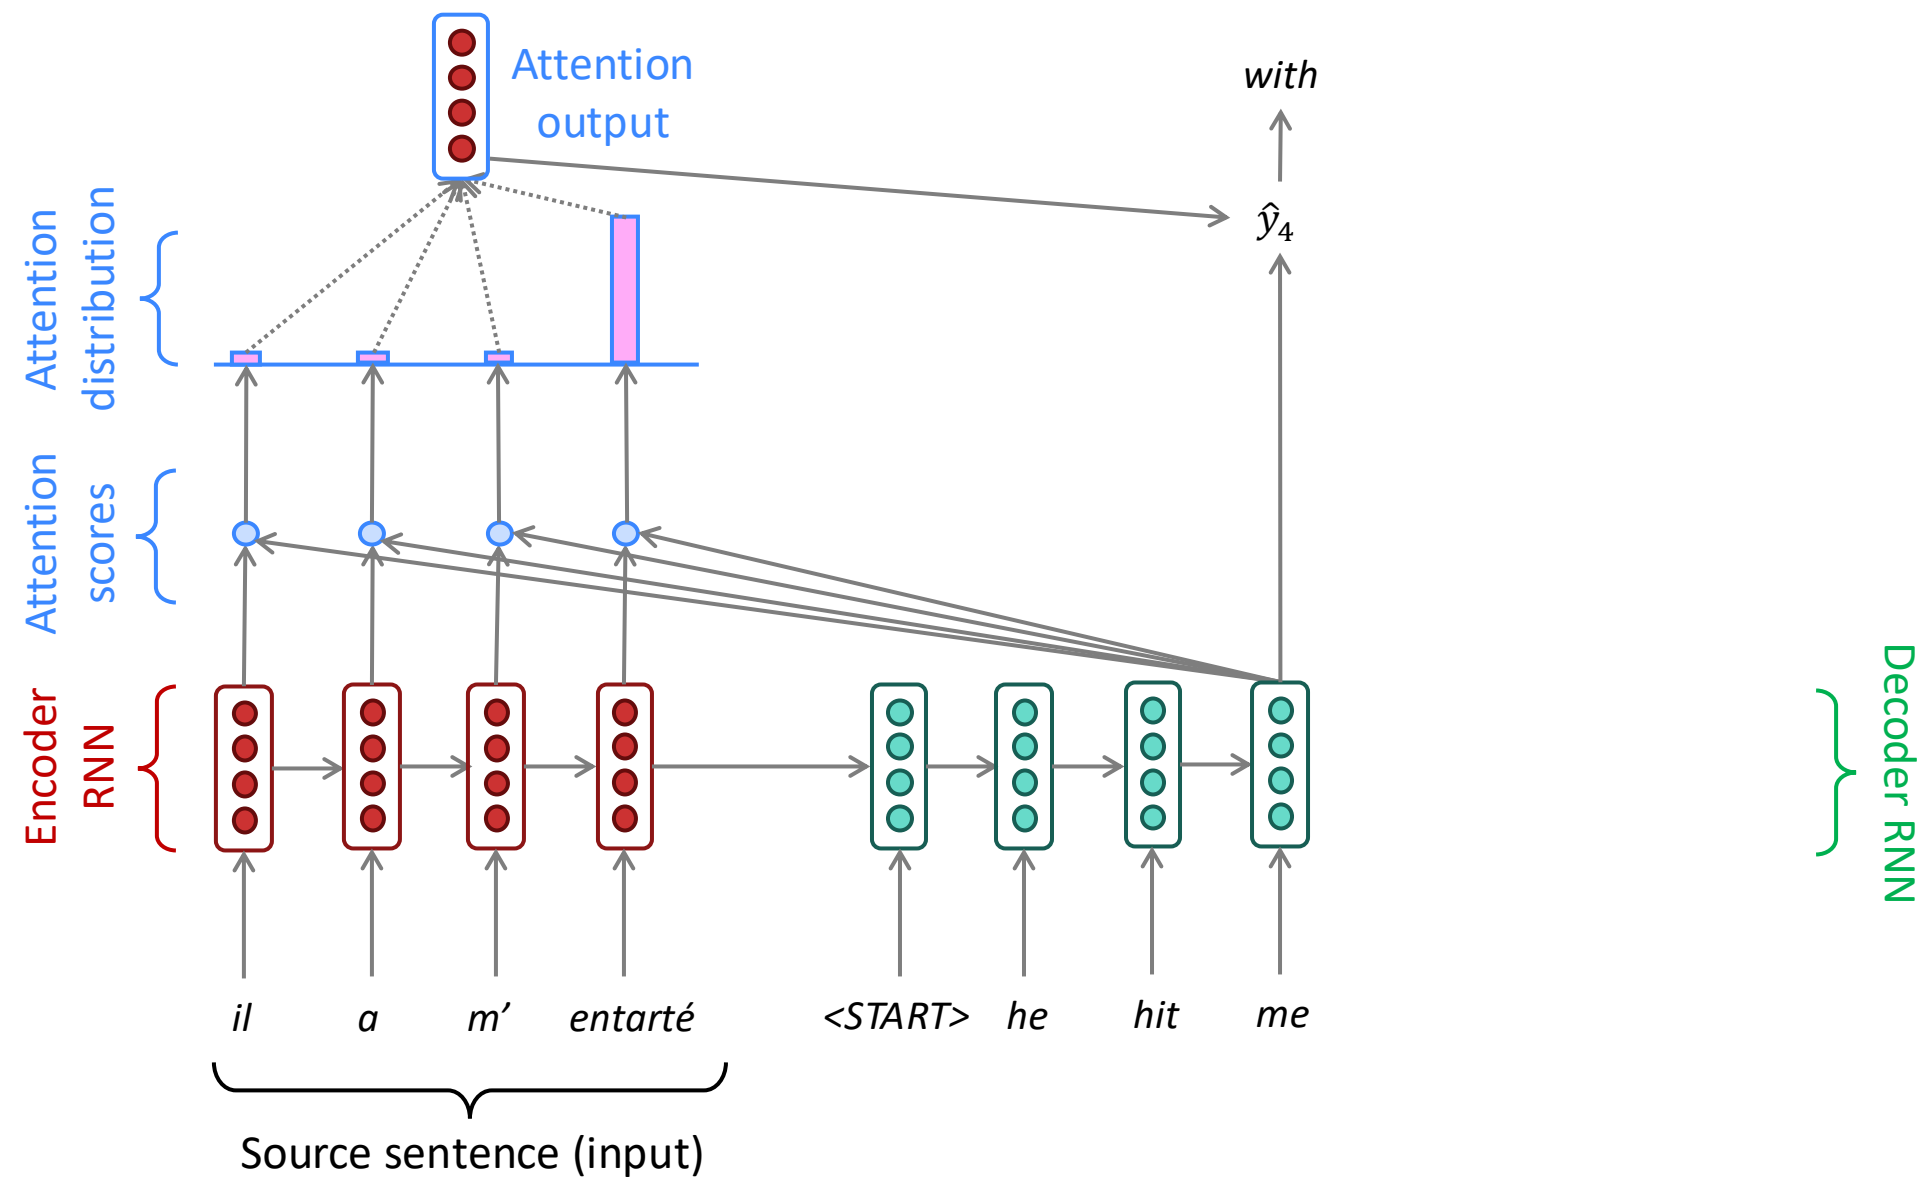 Attention
output
with
ŷ4
Attention
distribution
Attention
scores
Encoder
RNN
Decoder RNN
il a m’ entarté <START> he hit me
Source sentence (input)